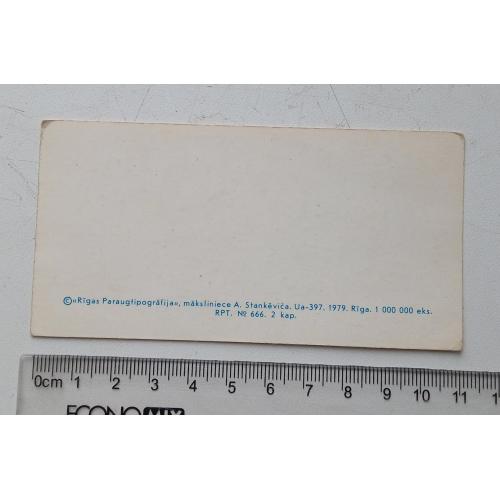 ©«Rīgas Paraugtipogrāfija», māksliniece A. Stankēviča. Ua-397. 1979. Rīga. 1 000 000 eks.
RPT. № 666. 2 kap.
0cm 1 2 3 4 5 6 7 8 9 10 11
ECONOMIX